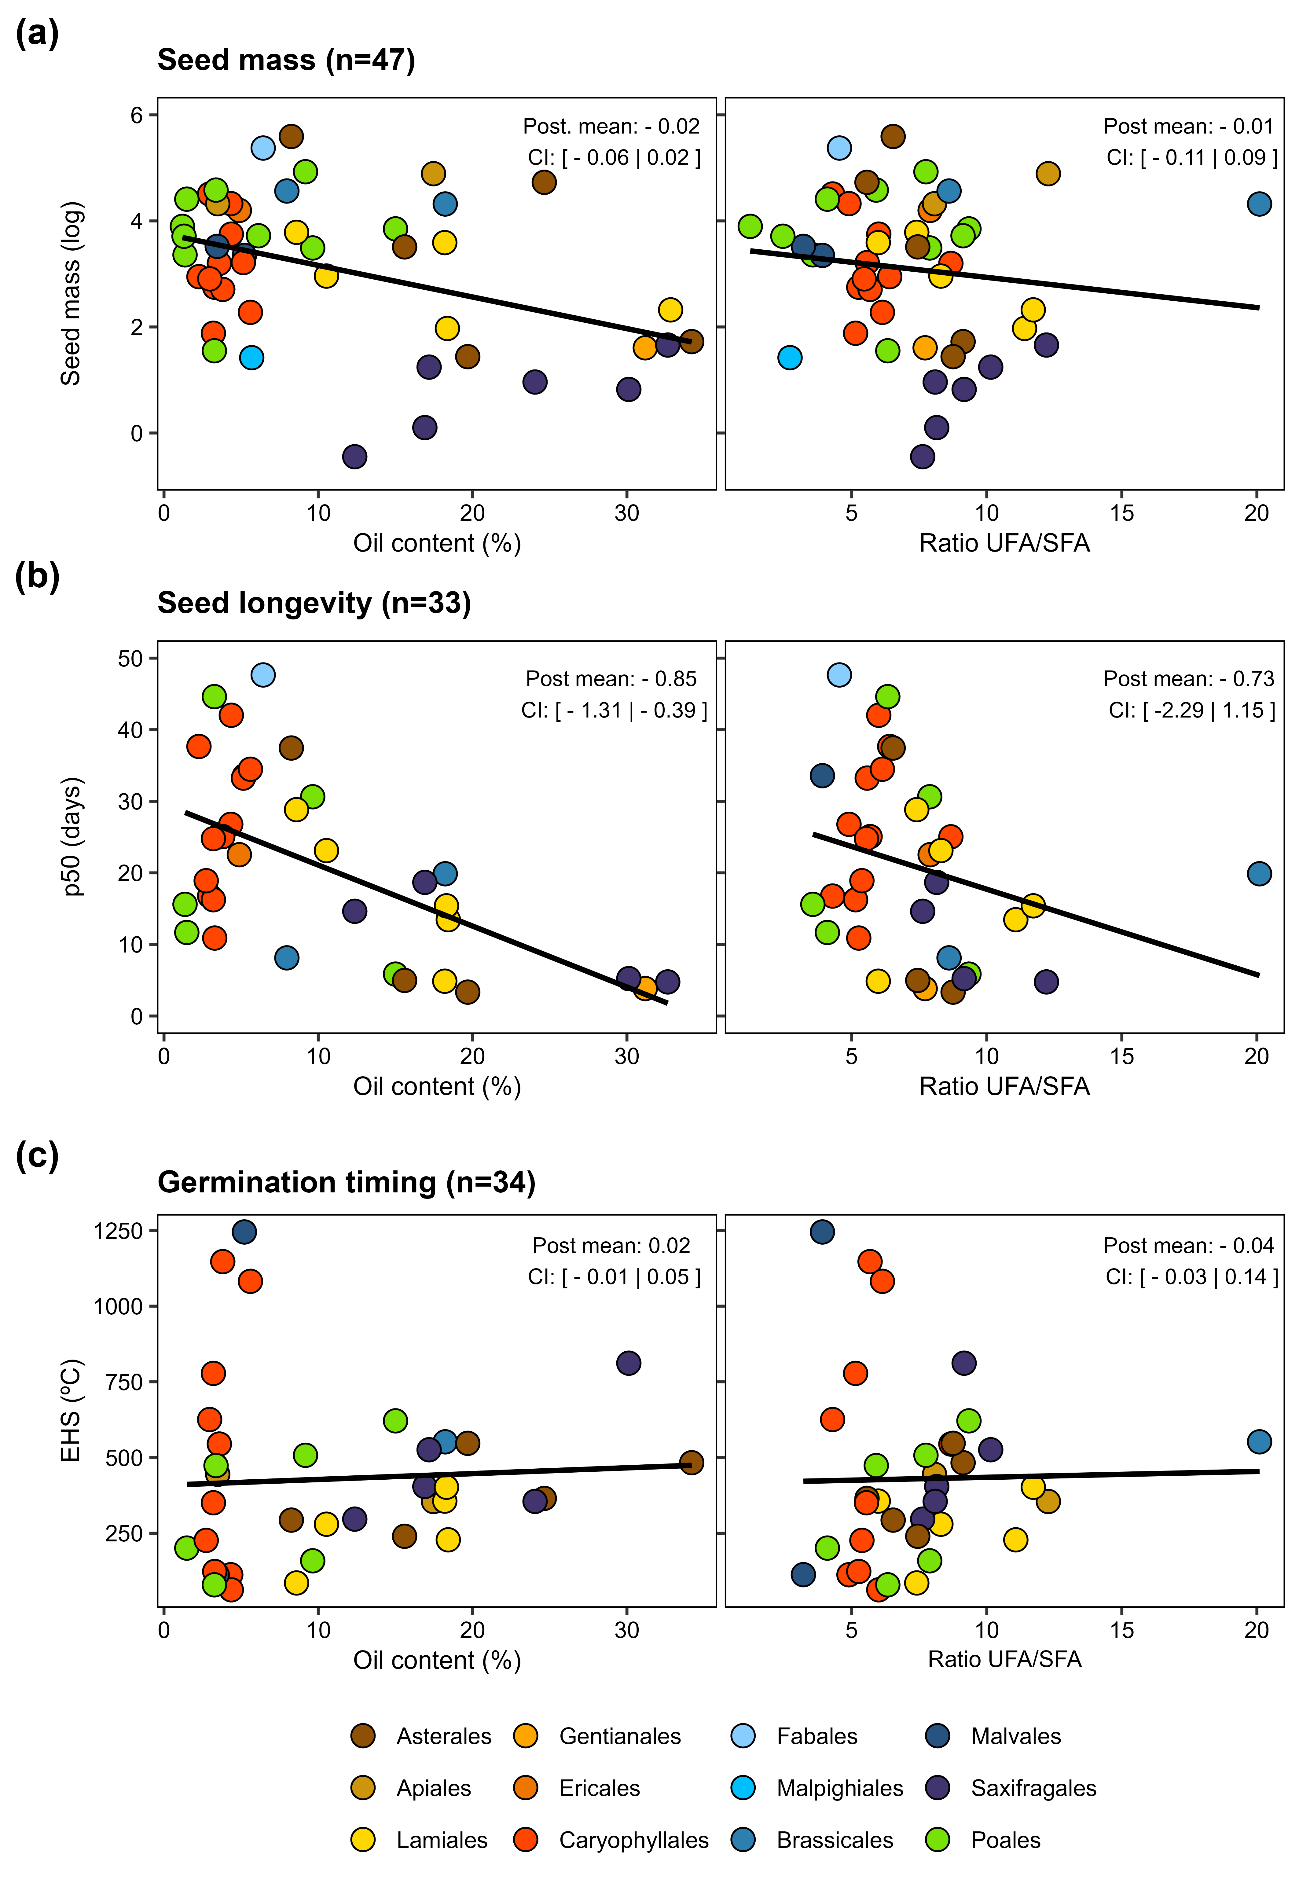 (a)
Seed mass (n=47)
Post. mean: - 0.02
CI: [ - 0.06 | 0.02 ]
Post mean: - 0.01
CI: [ - 0.11 | 0.09 ]
Seed mass (log)
6
4
2
0
0 10 20 30
5 10 15 20
Oil content (%)
Ratio UFA/SFA
(b)
Seed longevity (n=33)
Post mean: - 0.85
CI: [ - 1.31 | - 0.39 ]
Post mean: - 0.73
CI: [ -2.29 | 1.15 ]
p50 (days)
50
40
30
20
10
0
0 10 20 30
5 10 15 20
Oil content (%)
Ratio UFA/SFA
(c)
Germination timing (n=34)
Post mean: 0.02
CI: [ - 0.01 | 0.05 ]
Post mean: - 0.04
CI: [ - 0.03 | 0.14 ]
EHS (ºC)
1250
1000
750
500
250
0 10 20 30
5 10 15 20
Oil content (%)
Ratio UFA/SFA
Asterales Gentianales Fabales Malvales
Apiales Ericales Malpighiales Saxifragales
Lamiales Caryophyllales Brassicales Poales